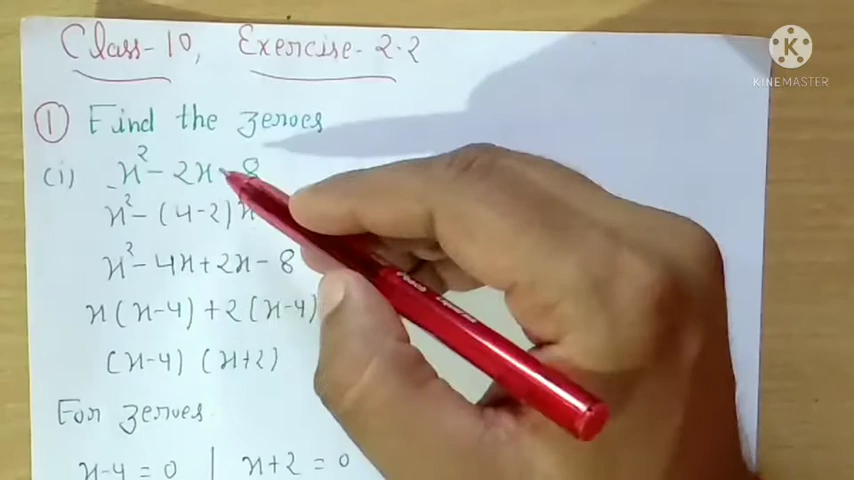 Class-10, Exercise-2.2
① Find the zeroes
(i) x² - 2x - 8
x² - (4-2)x
x² - 4x + 2x - 8
x(x-4) + 2(x-4)
(x-4) (x+2)
For zeroes
x-4 = 0 | x+2 = 0
K
KINEMASTER